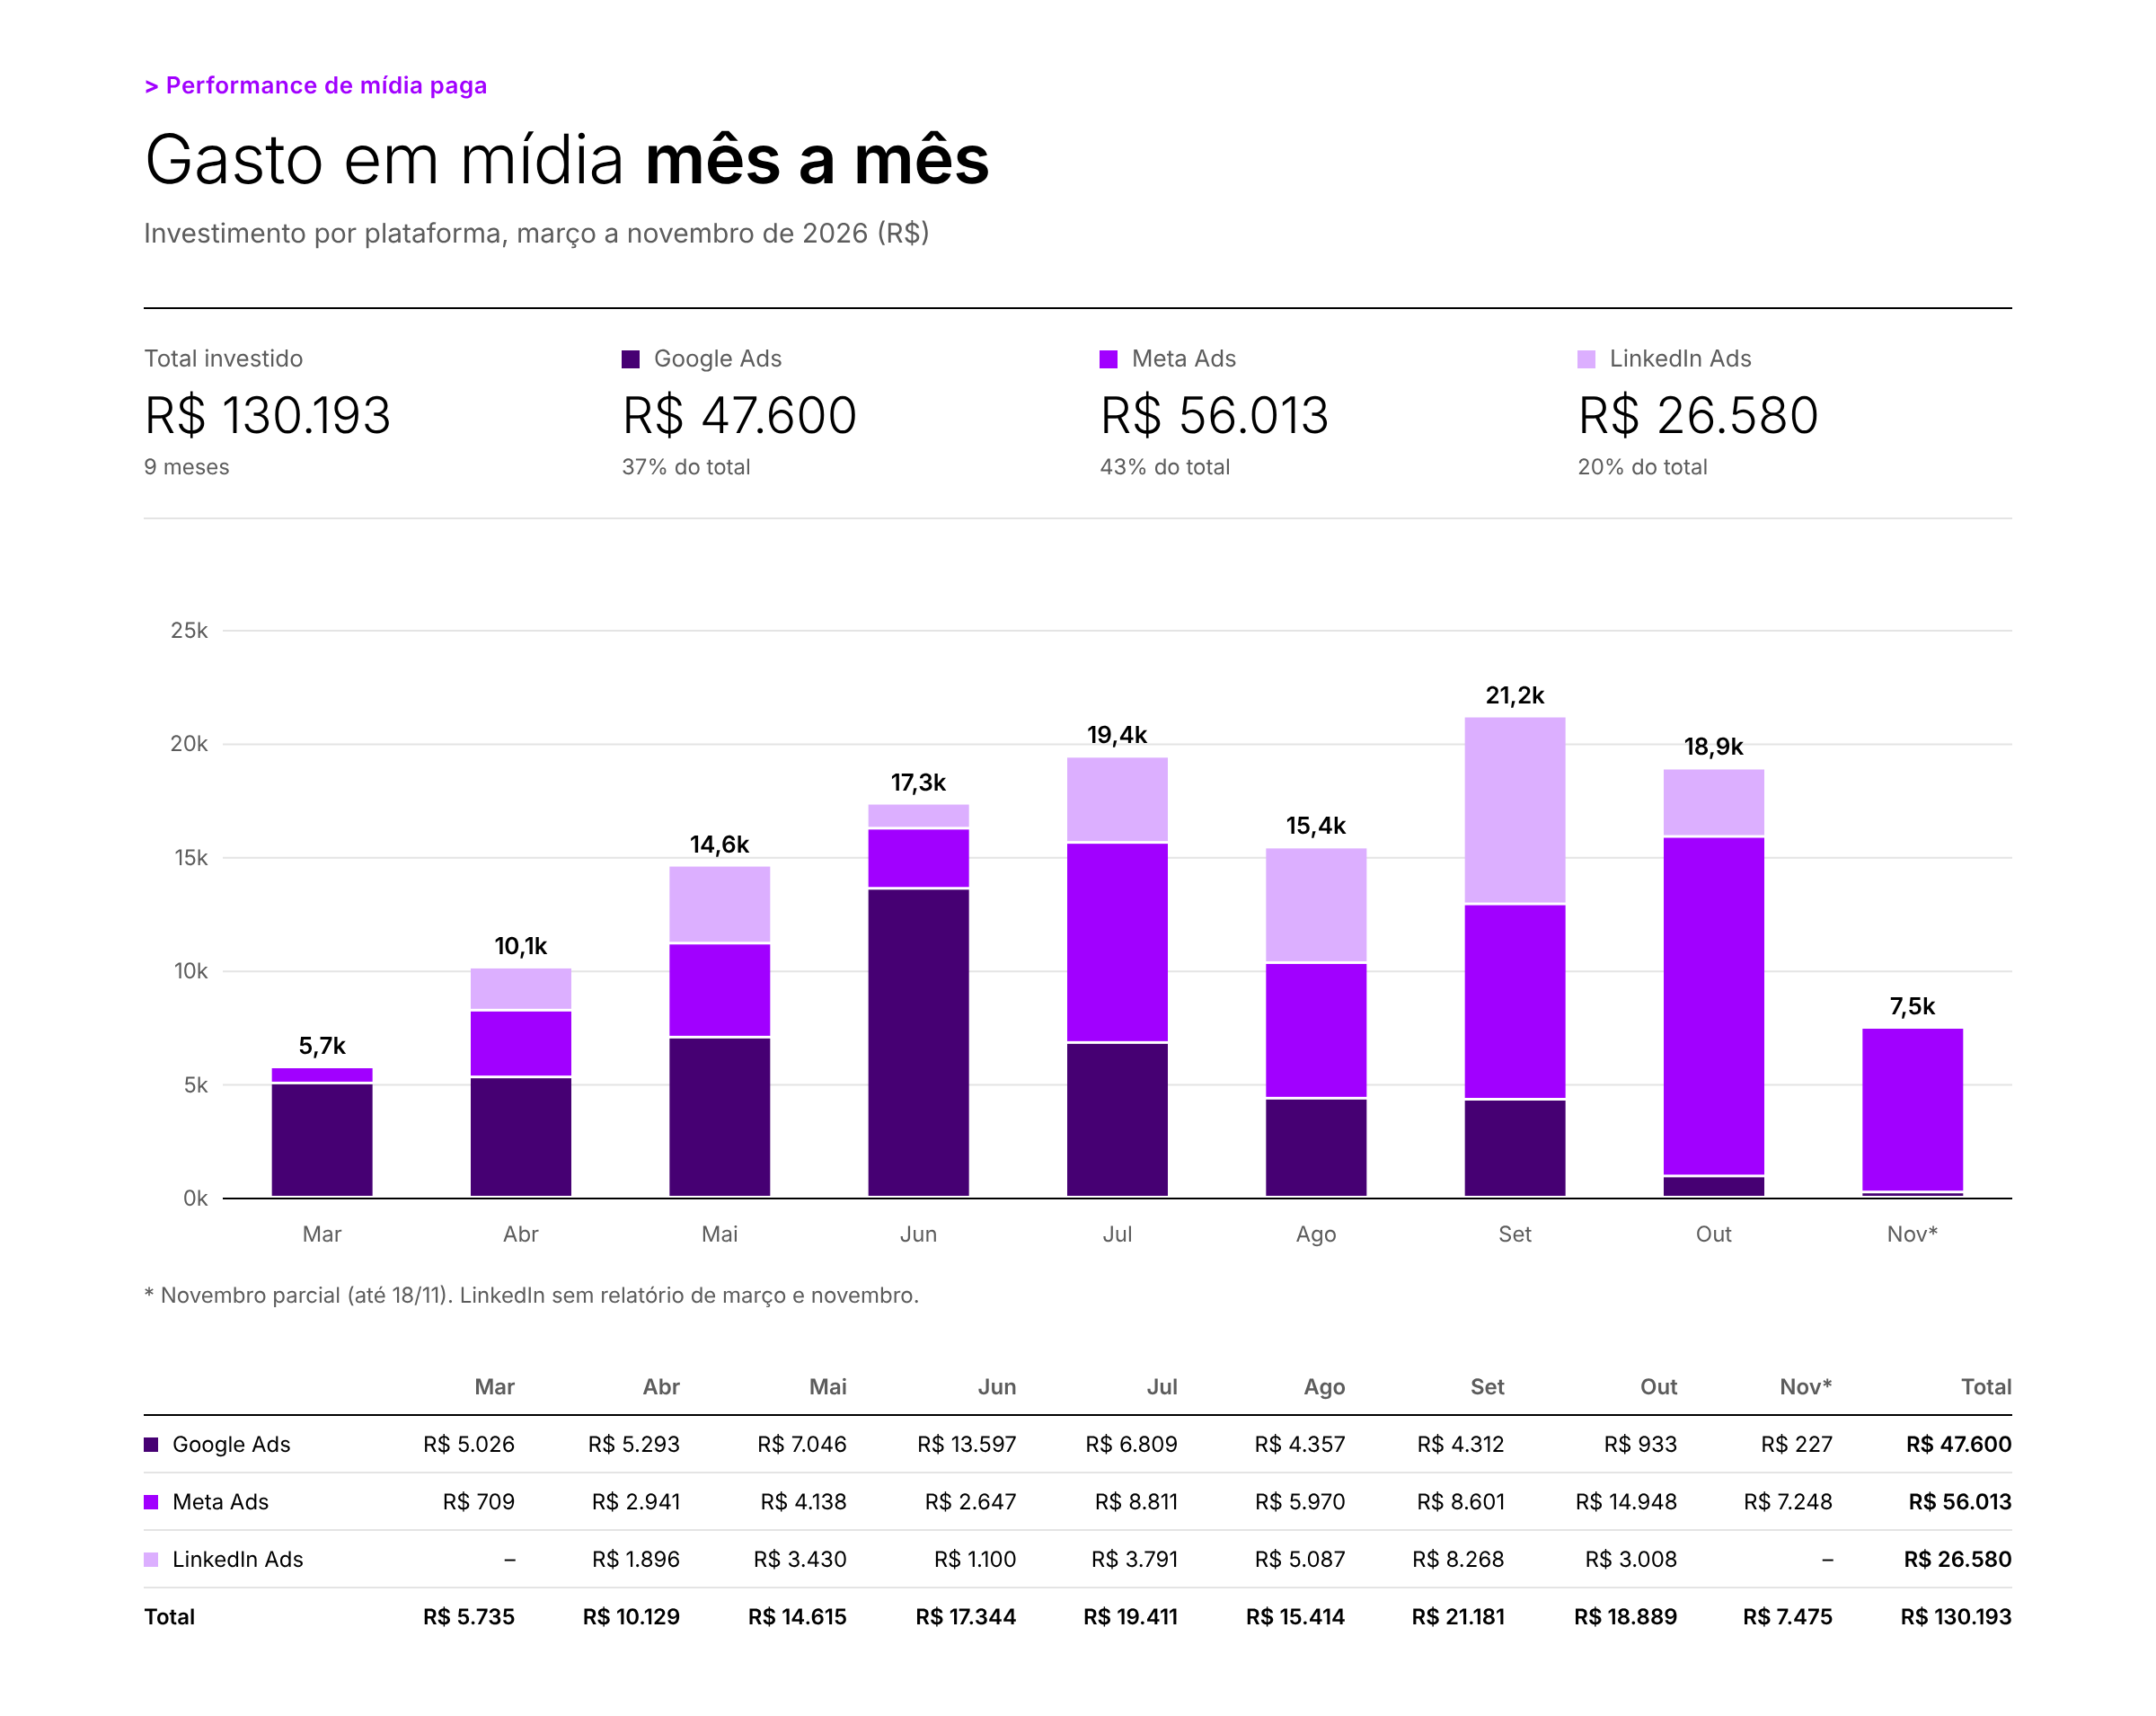 > Performance de mídia paga
Gasto em mídia mês a mês
Investimento por plataforma, março a novembro de 2026 (R$)
Total investido
R$ 130.193
9 meses
Google Ads
R$ 47.600
37% do total
Meta Ads
R$ 56.013
43% do total
LinkedIn Ads
R$ 26.580
20% do total
25k
20k
15k
10k
5k
0k
5,7k
10,1k
14,6k
17,3k
19,4k
15,4k
21,2k
18,9k
7,5k
Mar Abr Mai Jun Jul Ago Set Out Nov*
* Novembro parcial (até 18/11). LinkedIn sem relatório de março e novembro.
Mar Abr Mai Jun Jul Ago Set Out Nov* Total
Google Ads R$ 5.026 R$ 5.293 R$ 7.046 R$ 13.597 R$ 6.809 R$ 4.357 R$ 4.312 R$ 933 R$ 227 R$ 47.600
Meta Ads R$ 709 R$ 2.941 R$ 4.138 R$ 2.647 R$ 8.811 R$ 5.970 R$ 8.601 R$ 14.948 R$ 7.248 R$ 56.013
LinkedIn Ads – R$ 1.896 R$ 3.430 R$ 1.100 R$ 3.791 R$ 5.087 R$ 8.268 R$ 3.008 – R$ 26.580
Total R$ 5.735 R$ 10.129 R$ 14.615 R$ 17.344 R$ 19.411 R$ 15.414 R$ 21.181 R$ 18.889 R$ 7.475 R$ 130.193